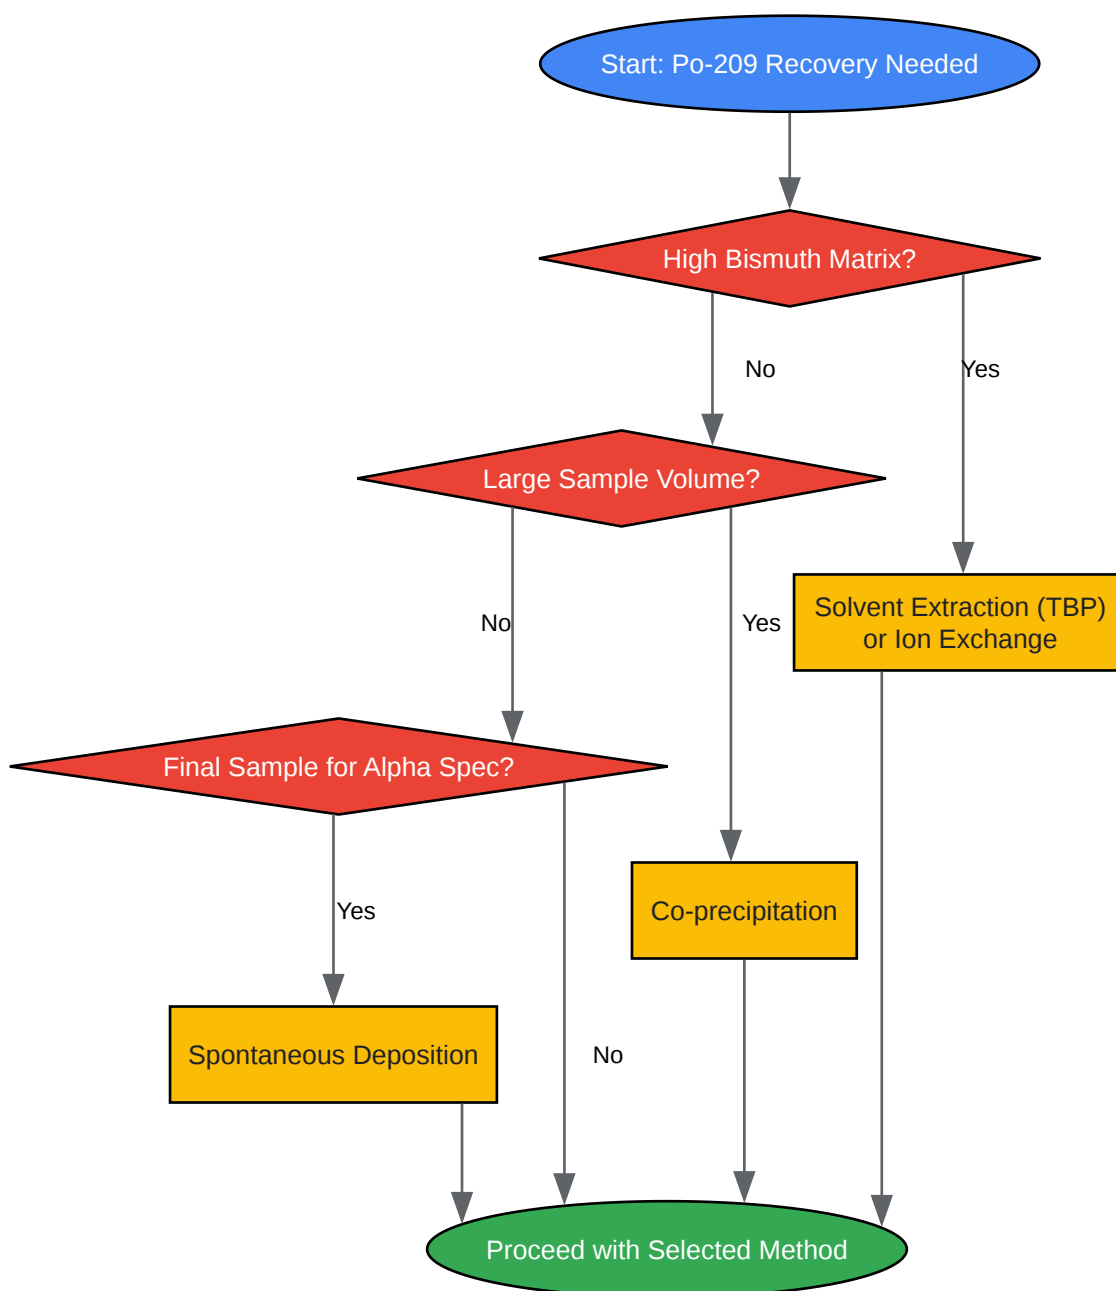 Start: Po-209 Recovery Needed
High Bismuth Matrix?
No
Yes
Large Sample Volume?
Solvent Extraction (TBP)
or Ion Exchange
No
Yes
Final Sample for Alpha Spec?
Co-precipitation
Yes
Spontaneous Deposition
No
Proceed with Selected Method